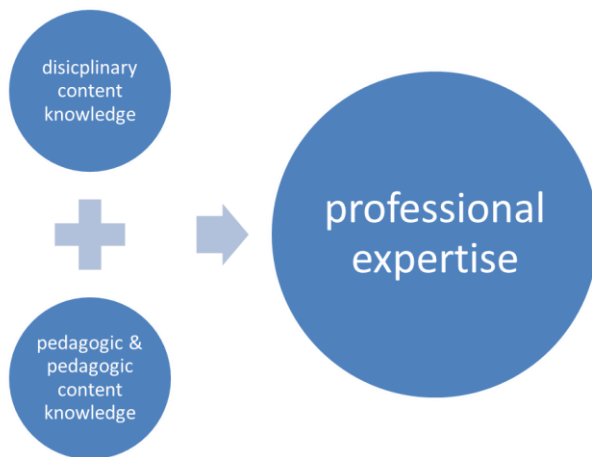 disicplinary
content
knowledge
pedagogic &
pedagogic
content
knowledge
professional
expertise